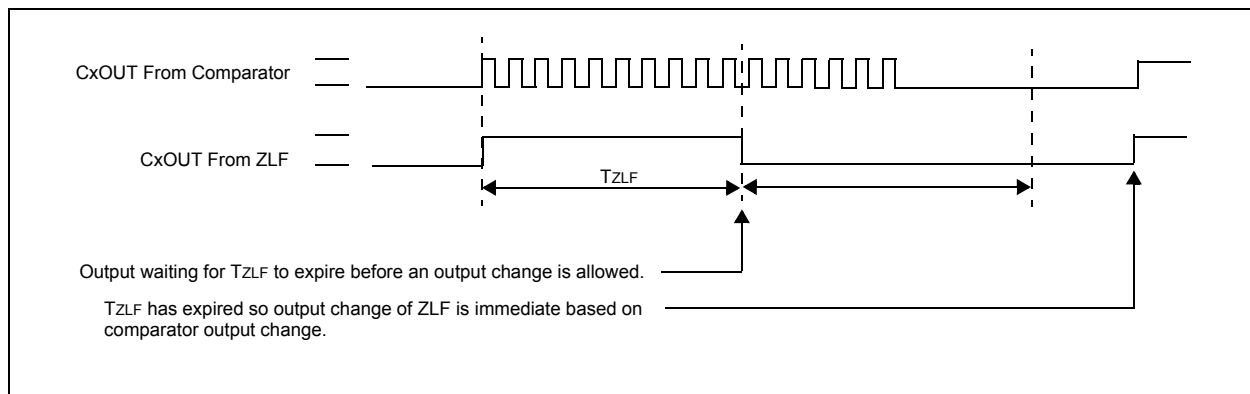 CxOUT From Comparator
CxOUT From ZLF
TZLF
Output waiting for TZLF to expire before an output change is allowed.
TZLF has expired so output change of ZLF is immediate based on
comparator output change.